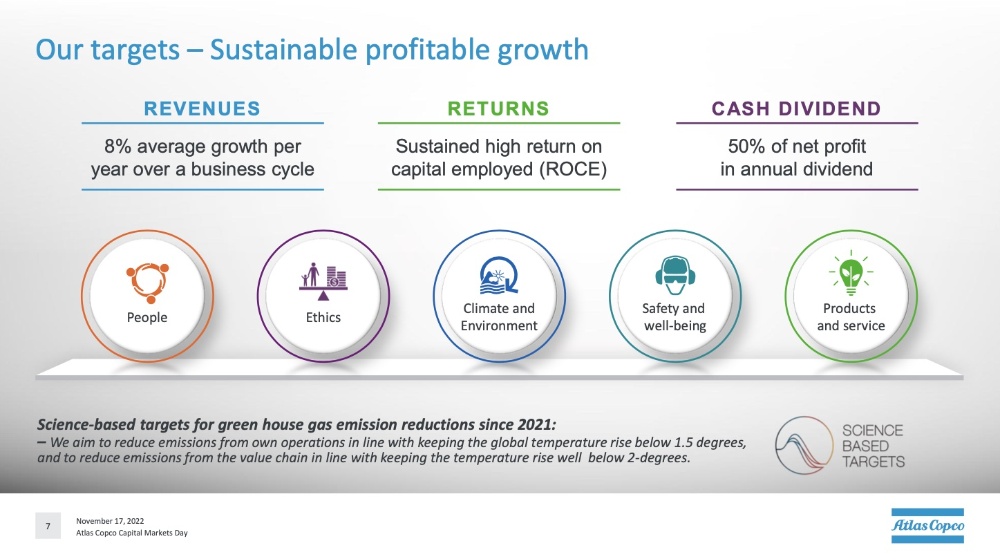 Our targets – Sustainable profitable growth
REVENUES
8% average growth per
year over a business cycle
RETURNS
Sustained high return on
capital employed (ROCE)
CASH DIVIDEND
50% of net profit
in annual dividend
People
$
Ethics
Climate and
Environment
Safety and
well-being
Products
and service
Science-based targets for green house gas emission reductions since 2021:
– We aim to reduce emissions from own operations in line with keeping the global temperature rise below 1.5 degrees,
and to reduce emissions from the value chain in line with keeping the temperature rise well below 2-degrees.
SCIENCE
BASED
TARGETS
7
November 17, 2022
Atlas Copco Capital Markets Day
Atlas Copco